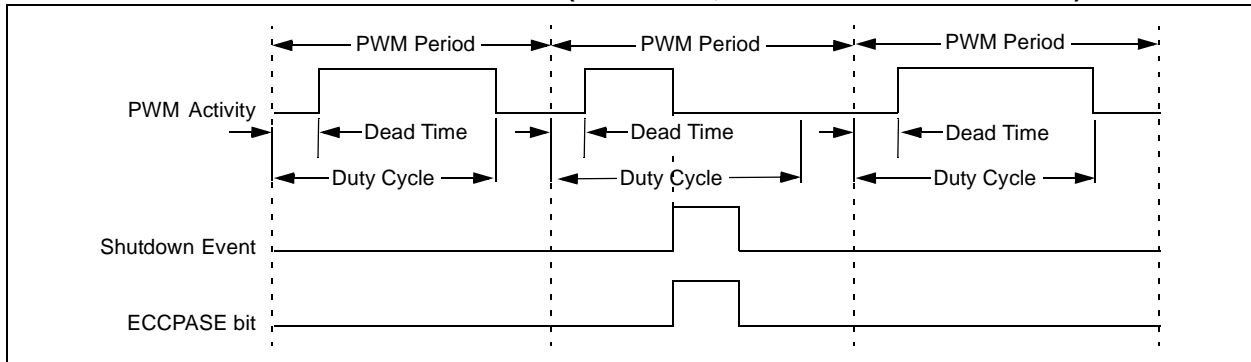 PWM Period PWM Period PWM Period
PWM Activity
Dead Time Dead Time Dead Time
Duty Cycle Duty Cycle Duty Cycle
Shutdown Event
ECCPASE bit